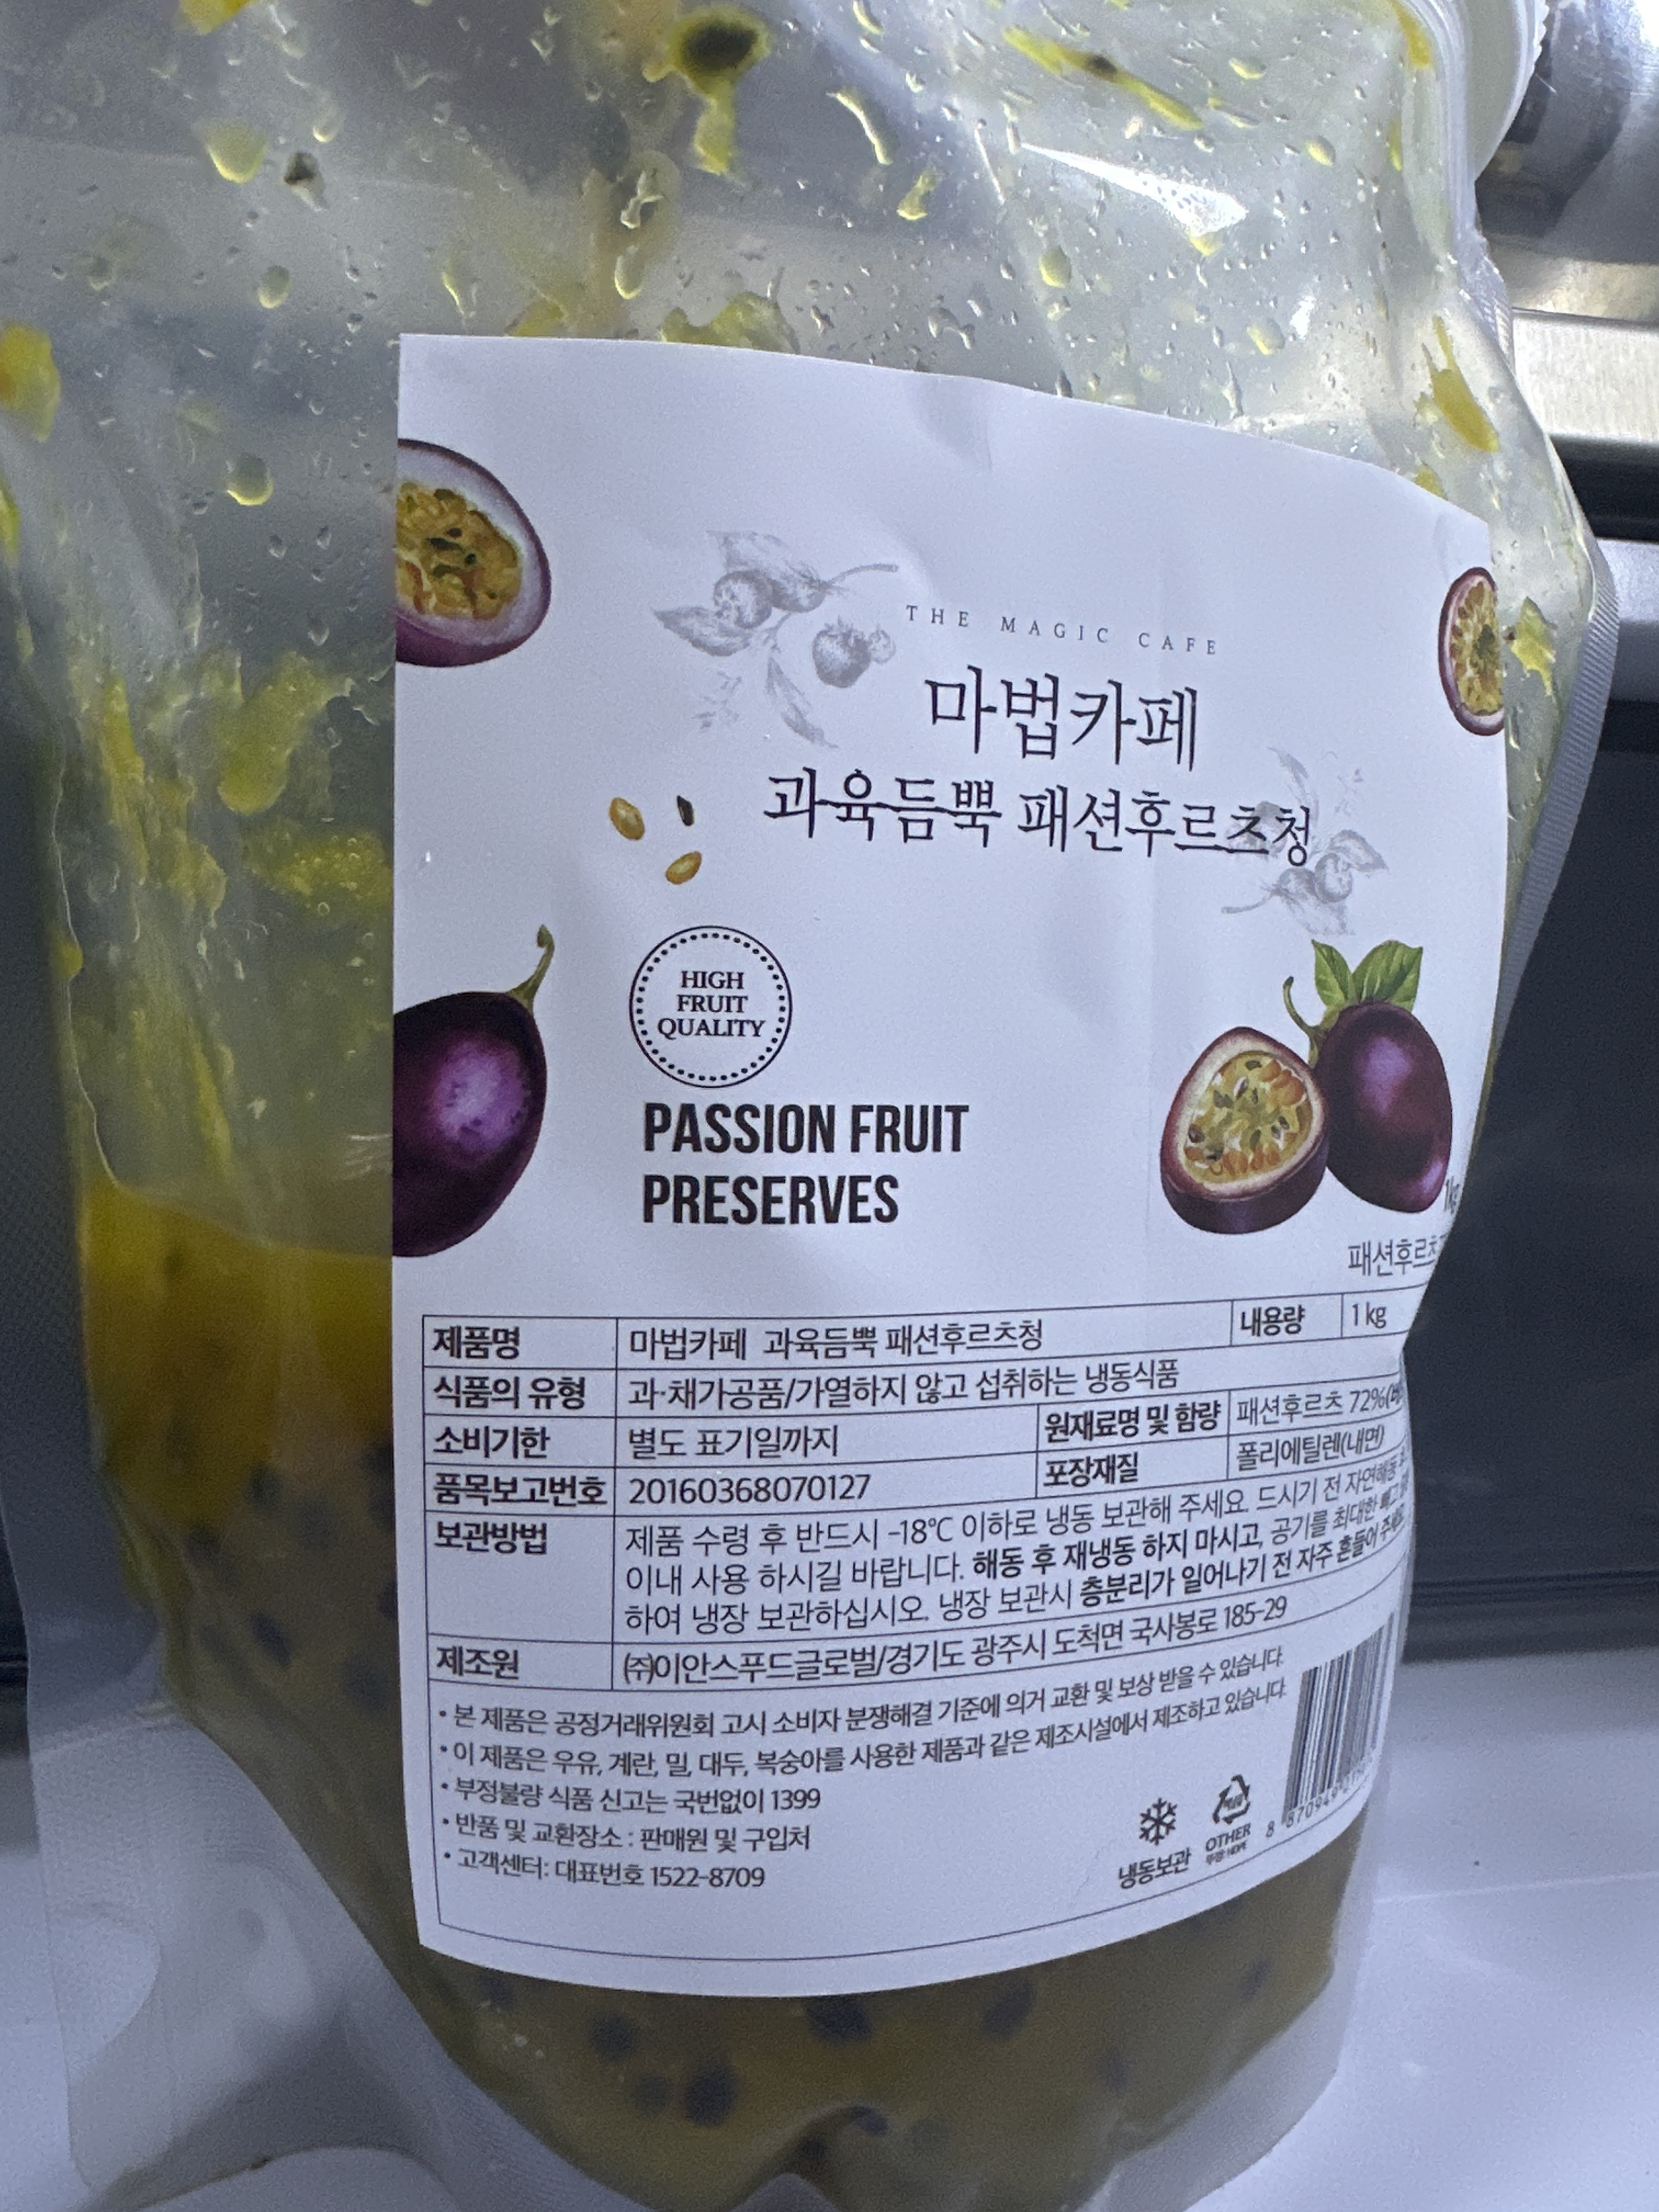 THE MAGIC CAFE
마법카페
과육듬뿍 패션후르츠청
HIGH
FRUIT
QUALITY
PASSION FRUIT
PRESERVES
1kg
패션후르츠
제품명 마법카페 과육듬뿍 패션후르츠청 내용량 1 kg
식품의 유형 과·채가공품/가열하지 않고 섭취하는 냉동식품
소비기한 별도 표기일까지 원재료명 및 함량 패션후르츠 72%
품목보고번호 20160368070127 포장재질 폴리에틸렌(내면)
보관방법 제품 수령 후 반드시 -18℃ 이하로 냉동 보관해 주세요. 드시기 전 자연해동
이내 사용 하시길 바랍니다. 해동 후 재냉동 하지 마시고, 공기를 최대한 빼고
하여 냉장 보관하십시오. 냉장 보관시 층분리가 일어나기 전 자주 흔들어 주세요.
제조원 ㈜이안스푸드글로벌/경기도 광주시 도척면 국사봉로 185-29
• 본 제품은 공정거래위원회 고시 소비자 분쟁해결 기준에 의거 교환 및 보상 받을 수 있습니다.
• 이 제품은 우유, 계란, 밀, 대두, 복숭아를 사용한 제품과 같은 제조시설에서 제조하고 있습니다.
• 부정불량 식품 신고는 국번없이 1399
• 반품 및 교환장소 : 판매원 및 구입처
• 고객센터: 대표번호 1522-8709
냉동보관
OTHER
뚜껑:HDPE